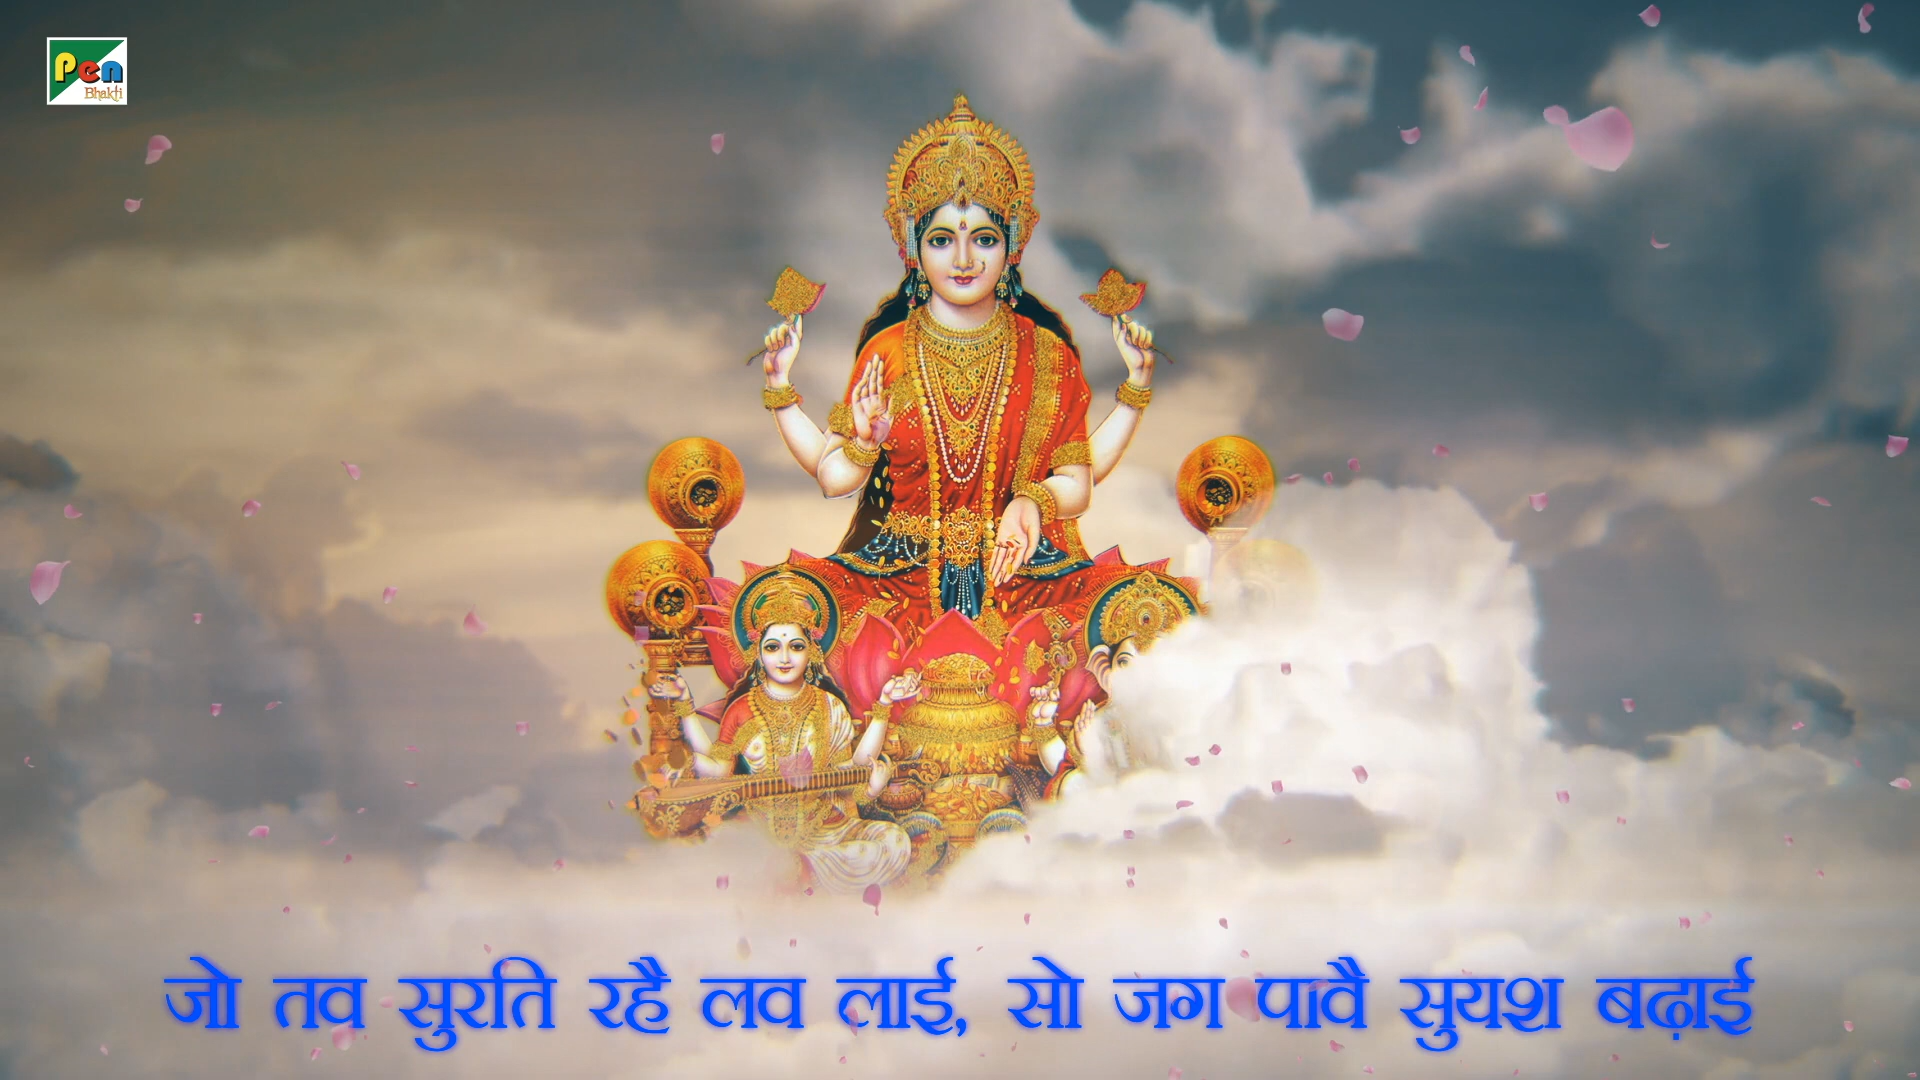 Pen
Bhakti
जो तव सुरति रहै लव लाई, सो जग पावै सुयश बढ़ाई